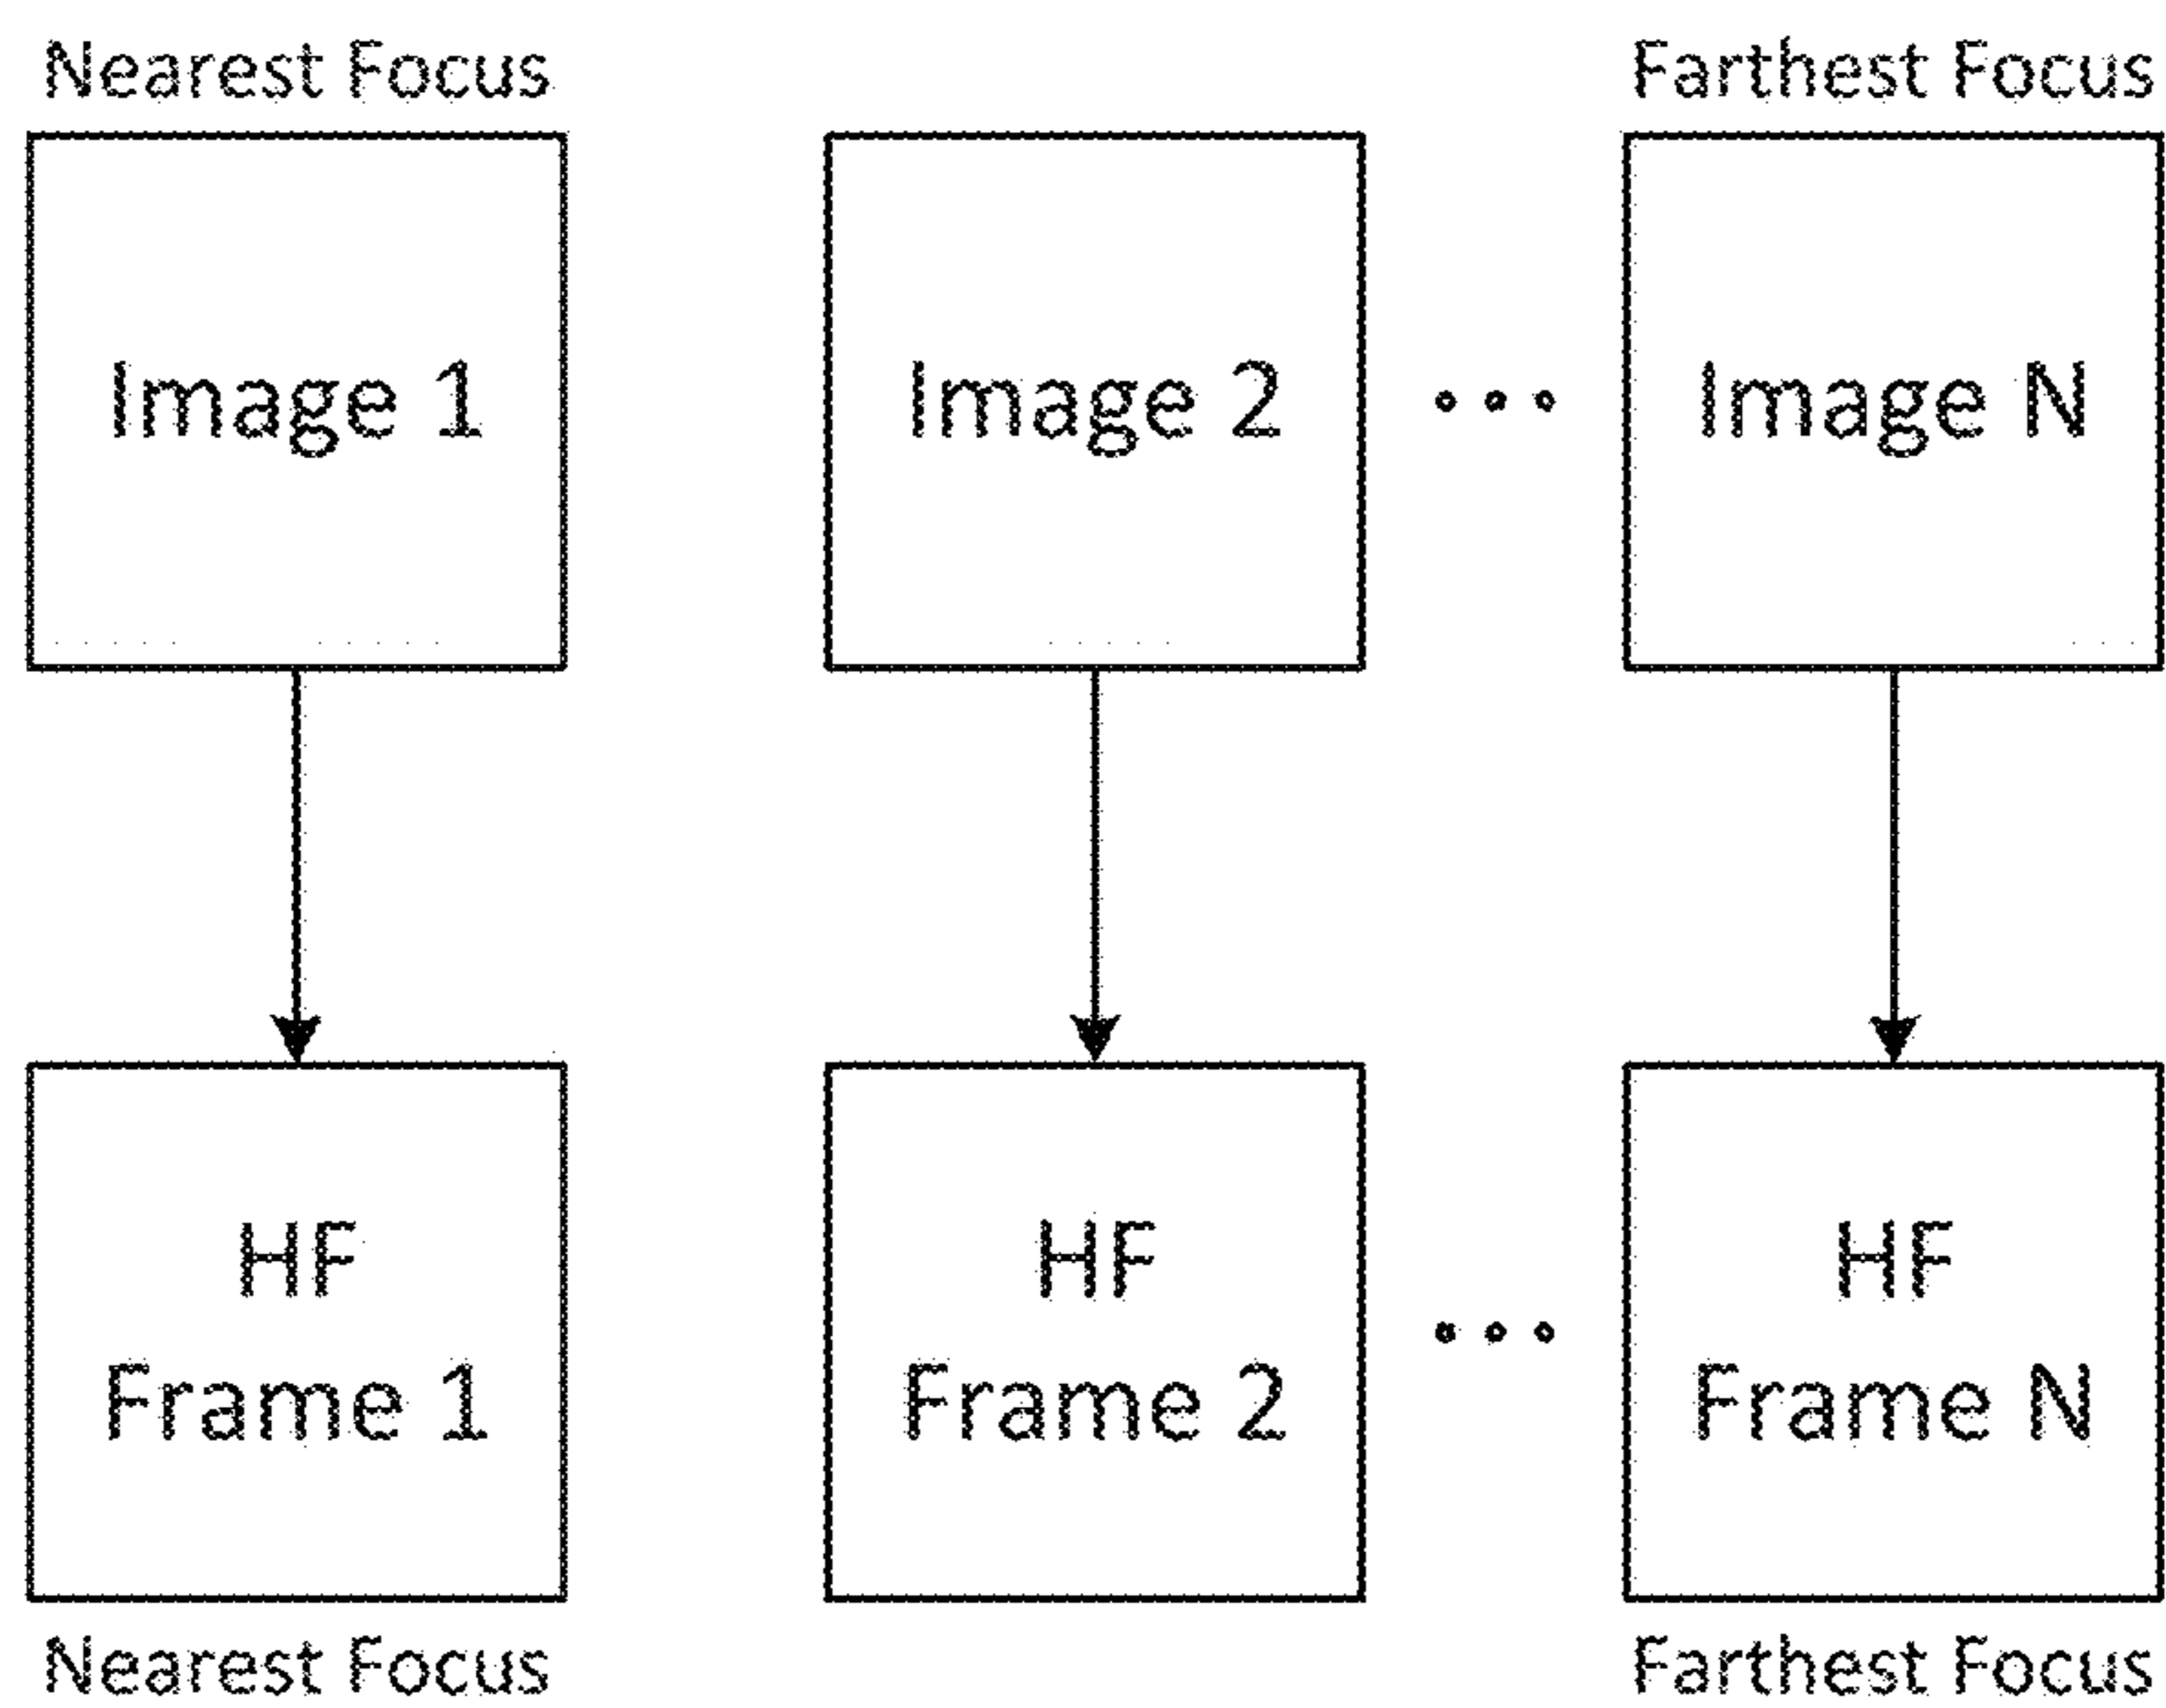 Nearest Focus
Farthest Focus
Image 1
Image 2
Image N
HF
Frame 1
HF
Frame 2
HF
Frame N
Nearest Focus
Farthest Focus